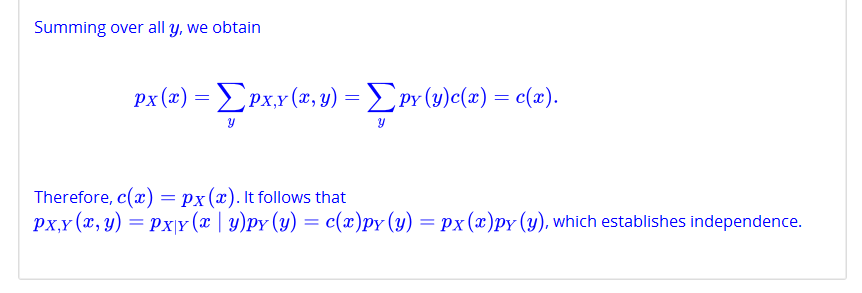 Summing over all y, we obtain
p_X(x) = ∑_y p_{X,Y}(x, y) = ∑_y p_Y(y)c(x) = c(x).
Therefore, c(x) = p_X(x). It follows that
p_{X,Y}(x, y) = p_{X|Y}(x | y)p_Y(y) = c(x)p_Y(y) = p_X(x)p_Y(y), which establishes independence.